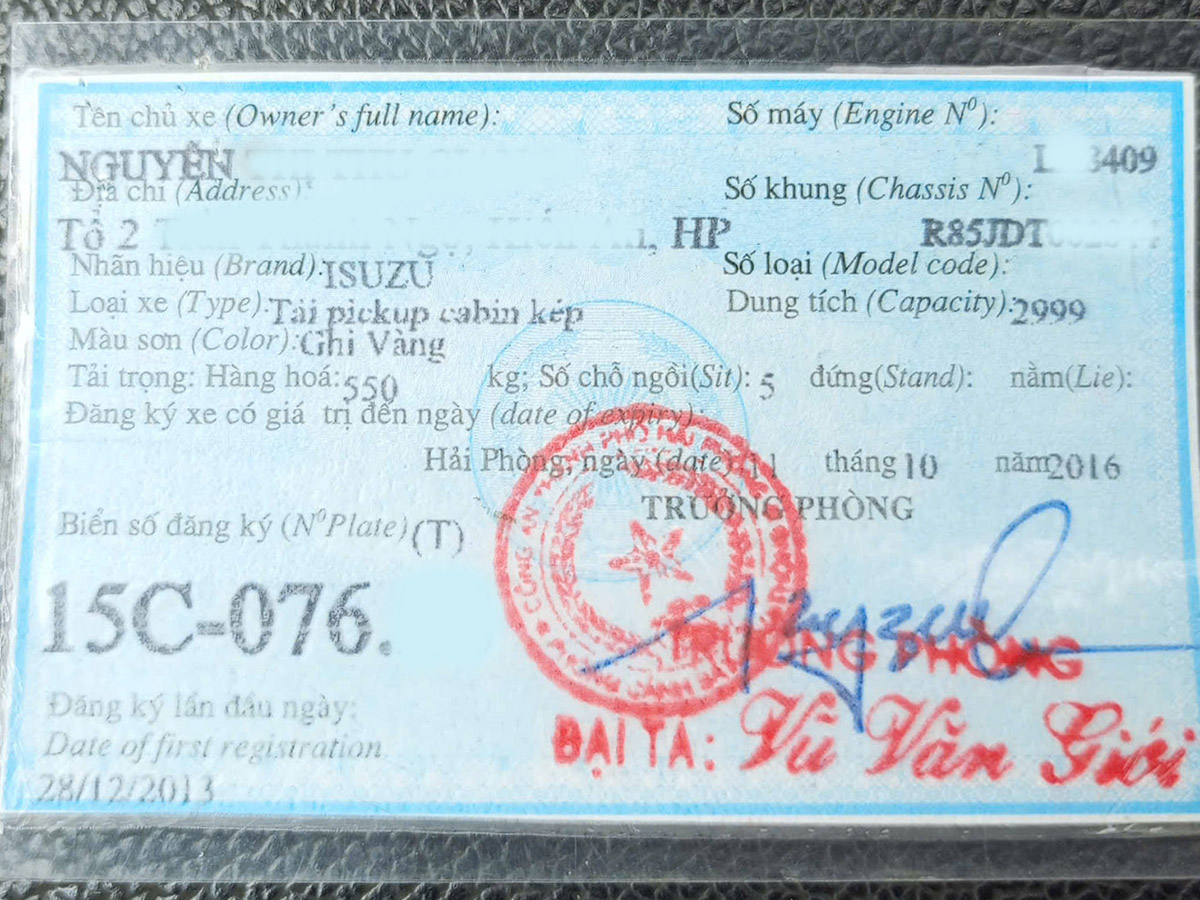 Tên chủ xe (Owner's full name):
Số máy (Engine Nº):
NGUYỄN
3409
Địa chỉ (Address):
Số khung (Chassis Nº):
Tổ 2 , HP
R85JDT
Nhãn hiệu (Brand): ISUZU
Số loại (Model code):
Loại xe (Type): Tải pickup cabin kép
Dung tích (Capacity): 2999
Màu sơn (Color): Ghi Vàng
Tải trọng: Hàng hoá: 550 kg; Số chỗ ngồi(Sit): 5 đứng(Stand): nằm(Lie):
Đăng ký xe có giá trị đến ngày (date of expiry):
Hải Phòng, ngày (date) 11 tháng 10 năm 2016
TRƯỞNG PHÒNG
Biển số đăng ký (NºPlate) (T)
15C-076.
TRƯỞNG PHÒNG
Đăng ký lần đầu ngày:
Date of first registration
28/12/2013
ĐẠI TÁ: Vũ Văn Giới